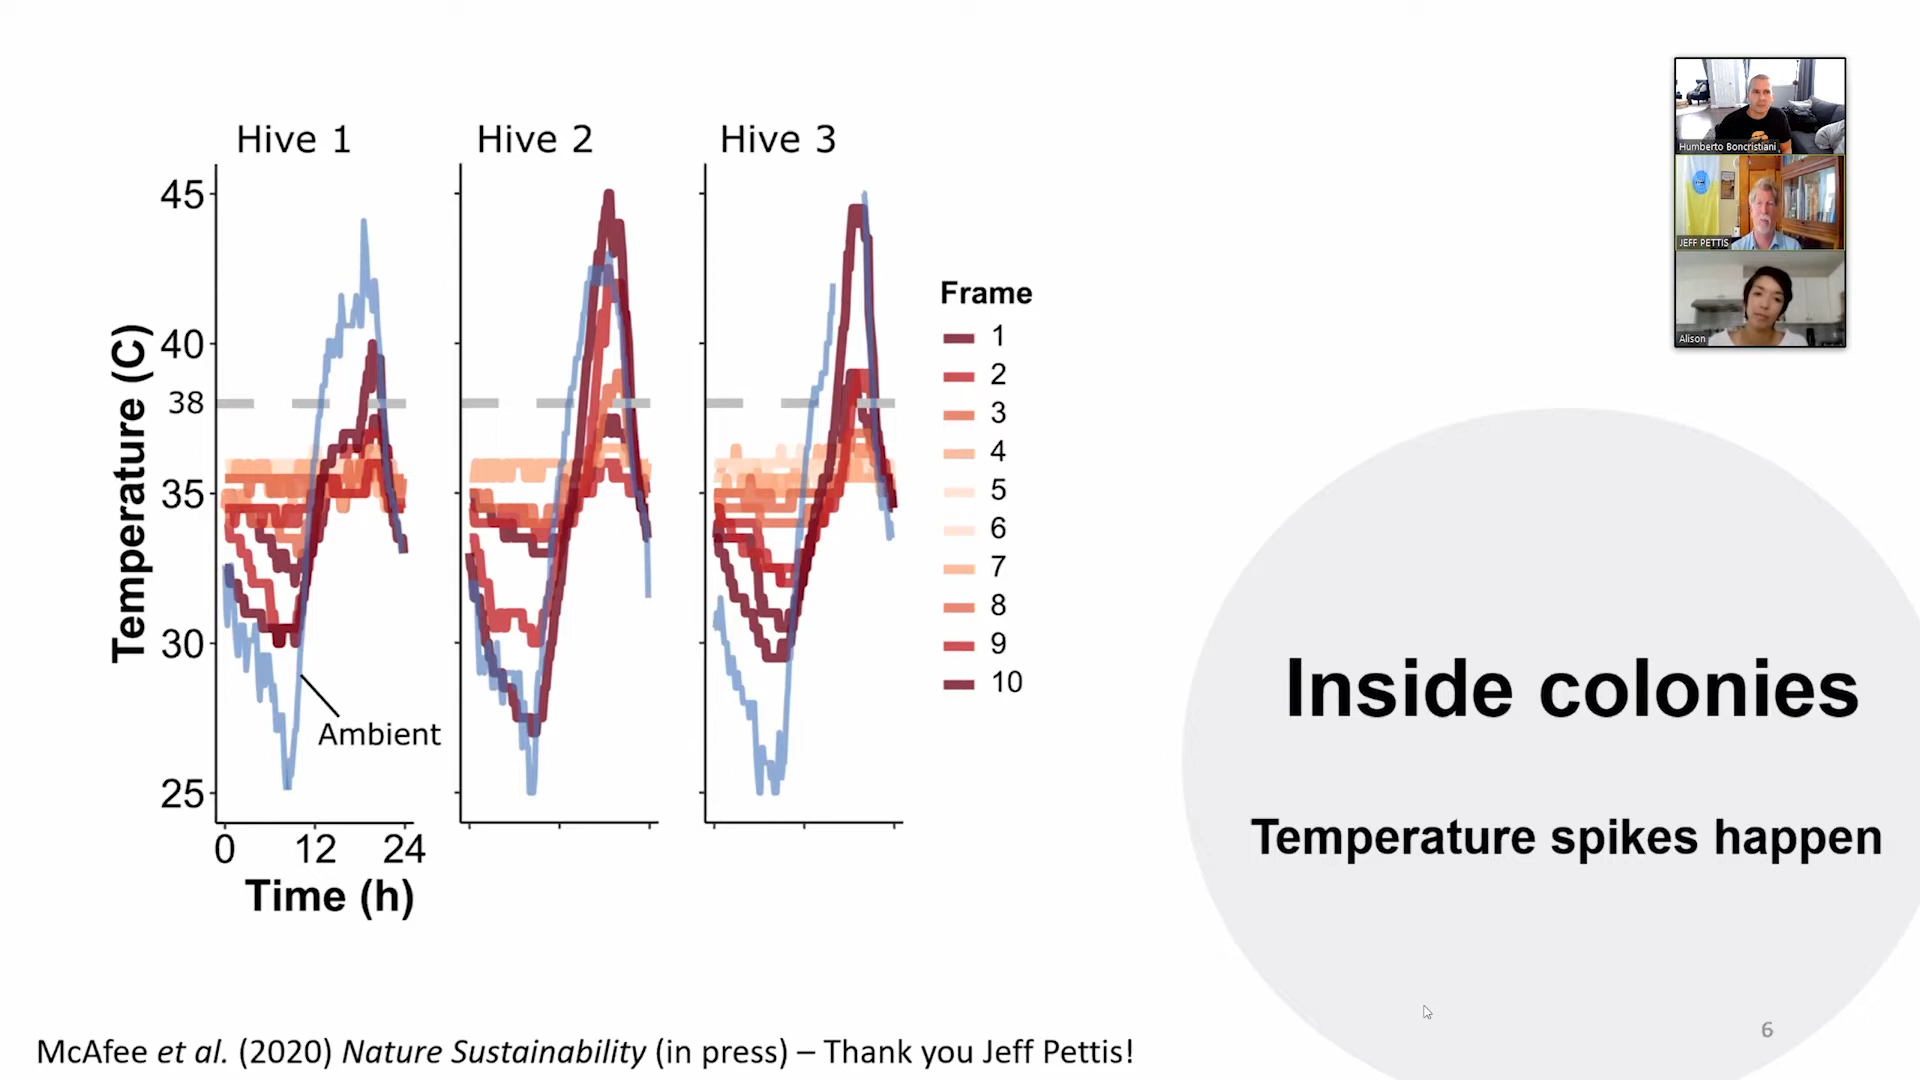 Hive 1
Hive 2
Hive 3
45
40
38
35
30
25
Temperature (C)
Ambient
0
12
24
Time (h)
Frame
1
2
3
4
5
6
7
8
9
10
Humberto Boncristiani
JEFF PETTIS
Alison
Inside colonies
Temperature spikes happen
6
McAfee et al. (2020) Nature Sustainability (in press) – Thank you Jeff Pettis!